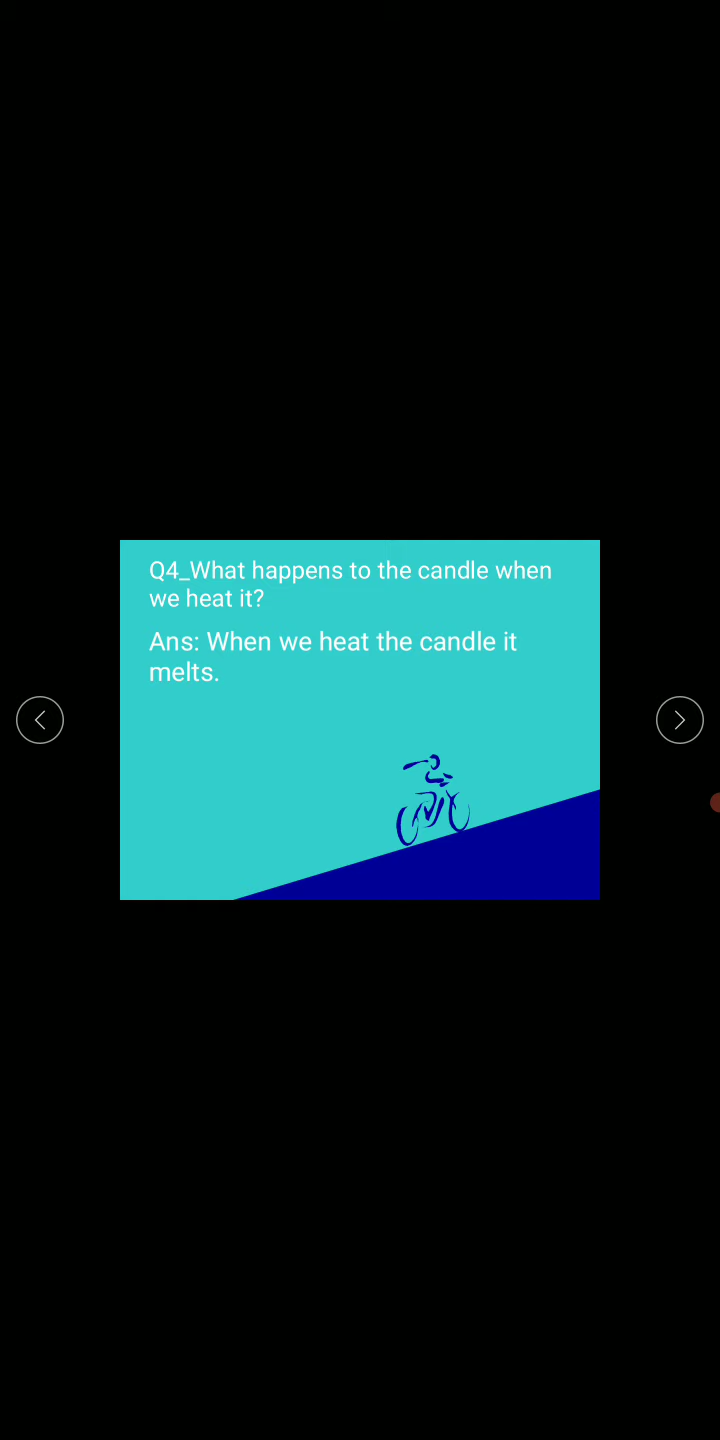 Q4_What happens to the candle when
we heat it?
Ans: When we heat the candle it
melts.